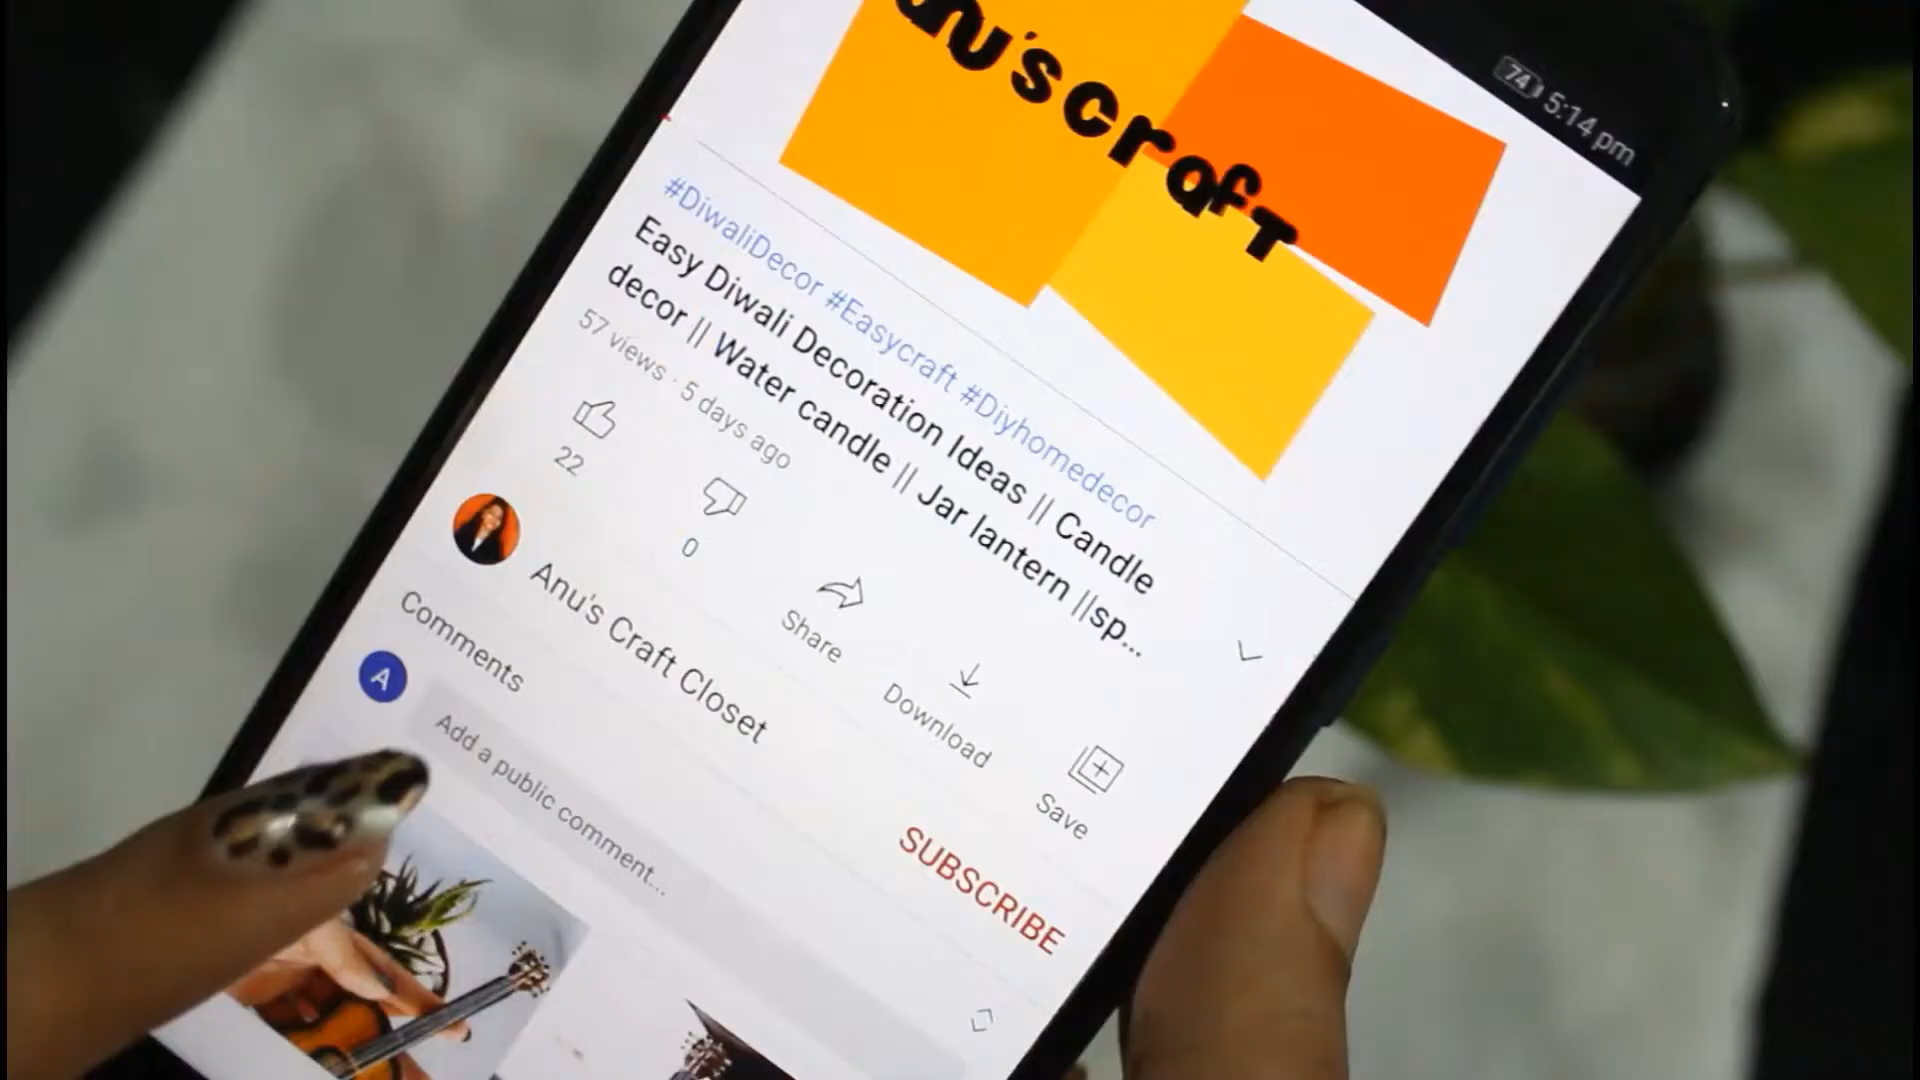 74 5:14 pm
Anu's craft
#DiwaliDecor #Easycraft #Diyhomedecor
Easy Diwali Decoration Ideas || Candle
decor || Water candle || Jar lantern ||sp...
57 views · 5 days ago
22
0
Share
Download
Save
Anu's Craft Closet
SUBSCRIBE
Comments
A
Add a public comment...